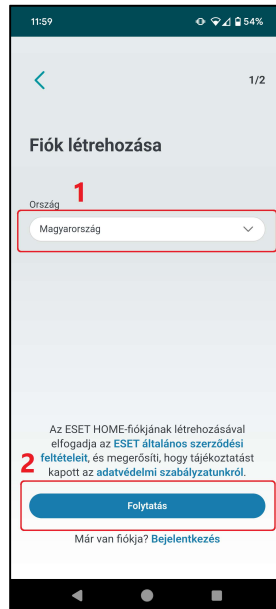 11:59 54%
1/2
Fiók létrehozása
1
Ország
Magyarország
Az ESET HOME-fiókjának létrehozásával
elfogadja az ESET általános szerződési
feltételeit, és megerősíti, hogy tájékoztatást
2 kapott az adatvédelmi szabályzatunkról.
Folytatás
Már van fiókja? Bejelentkezés